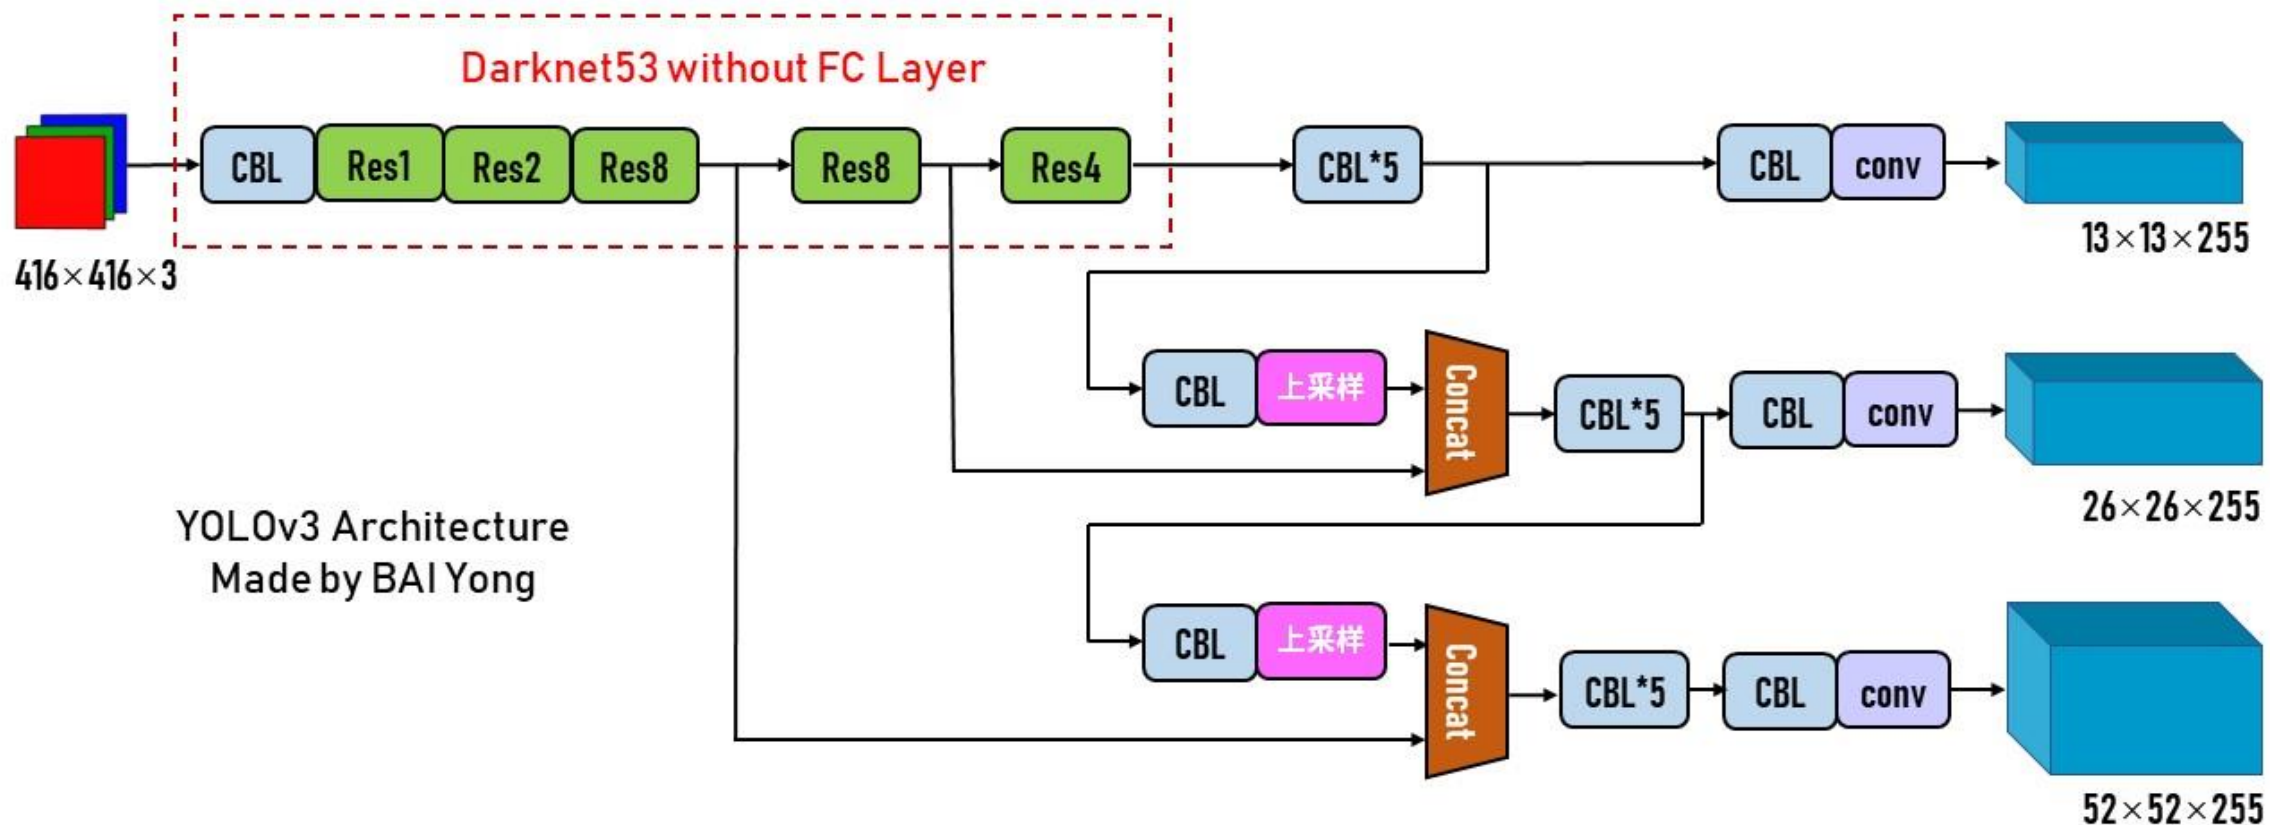 Darknet53 without FC Layer
CBL Res1 Res2 Res8 Res8 Res4 CBL*5 CBL conv
13×13×255
416×416×3
CBL 上采样 Concat CBL*5 CBL conv
26×26×255
YOLOv3 Architecture
Made by BAI Yong
CBL 上采样 Concat CBL*5 CBL conv
52×52×255